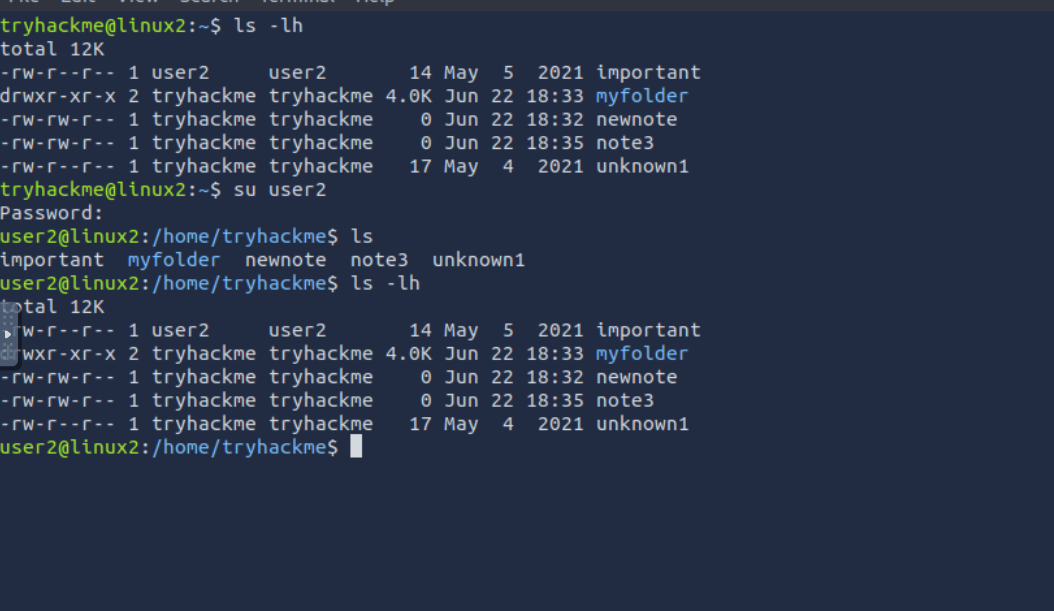 File Edit View Search Terminal Help
tryhackme@linux2:~$ ls -lh
total 12K
-rw-r--r-- 1 user2     user2       14 May  5  2021 important
drwxr-xr-x 2 tryhackme tryhackme 4.0K Jun 22 18:33 myfolder
-rw-rw-r-- 1 tryhackme tryhackme    0 Jun 22 18:32 newnote
-rw-rw-r-- 1 tryhackme tryhackme    0 Jun 22 18:35 note3
-rw-r--r-- 1 tryhackme tryhackme   17 May  4  2021 unknown1
tryhackme@linux2:~$ su user2
Password:
user2@linux2:/home/tryhackme$ ls
important  myfolder  newnote  note3  unknown1
user2@linux2:/home/tryhackme$ ls -lh
total 12K
-rw-r--r-- 1 user2     user2       14 May  5  2021 important
drwxr-xr-x 2 tryhackme tryhackme 4.0K Jun 22 18:33 myfolder
-rw-rw-r-- 1 tryhackme tryhackme    0 Jun 22 18:32 newnote
-rw-rw-r-- 1 tryhackme tryhackme    0 Jun 22 18:35 note3
-rw-r--r-- 1 tryhackme tryhackme   17 May  4  2021 unknown1
user2@linux2:/home/tryhackme$